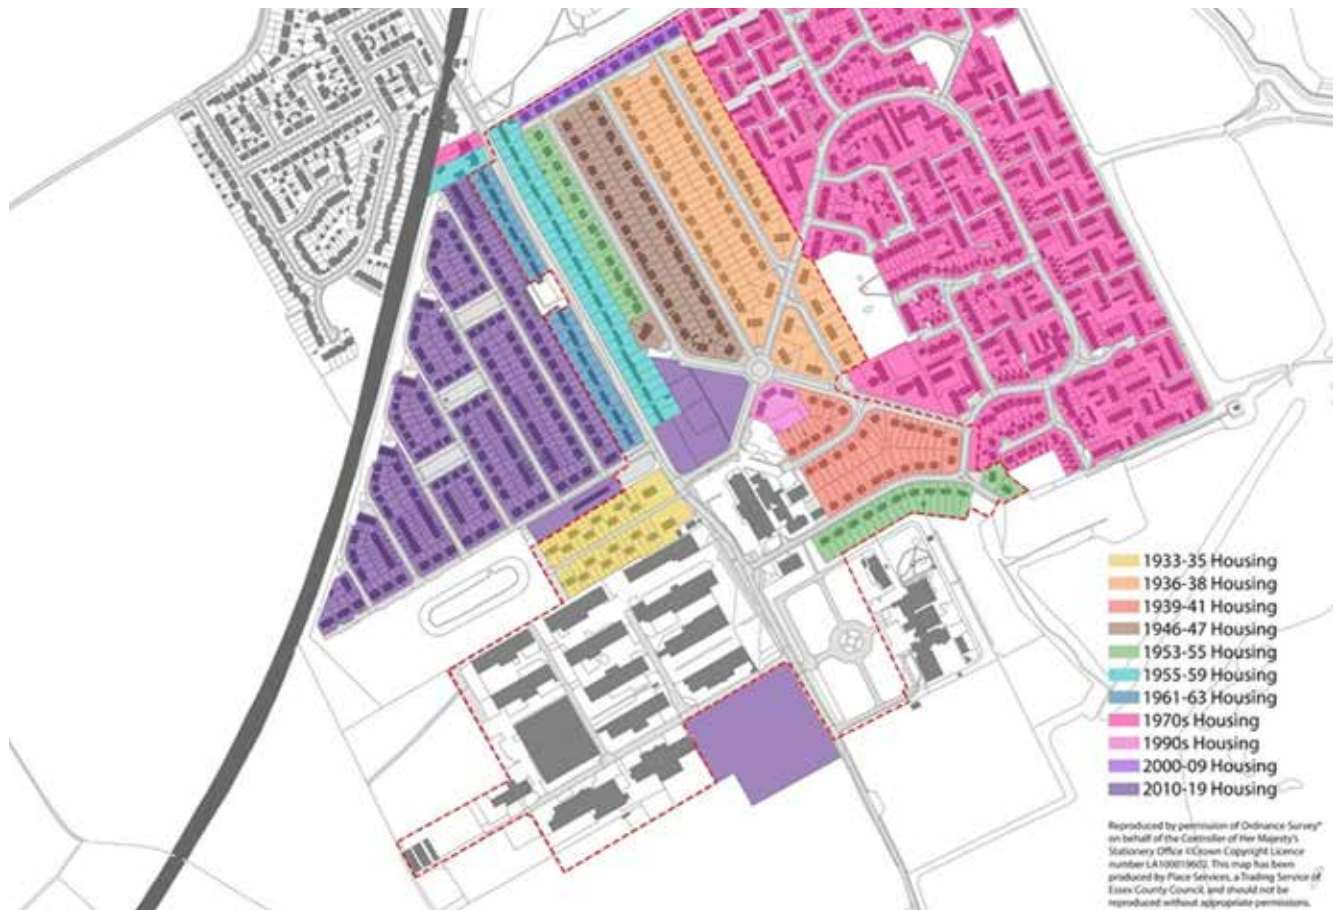 1933-35 Housing
1936-38 Housing
1939-41 Housing
1946-47 Housing
1953-55 Housing
1955-59 Housing
1961-63 Housing
1970s Housing
1990s Housing
2000-09 Housing
2010-19 Housing
Reproduced by permission of Ordnance Survey®
on behalf of the Controller of Her Majesty's
Stationery Office ©Crown Copyright Licence
number LA100019602. This map has been
produced by Place Services, a Trading Service of
Essex County Council and should not be
reproduced without appropriate permissions.